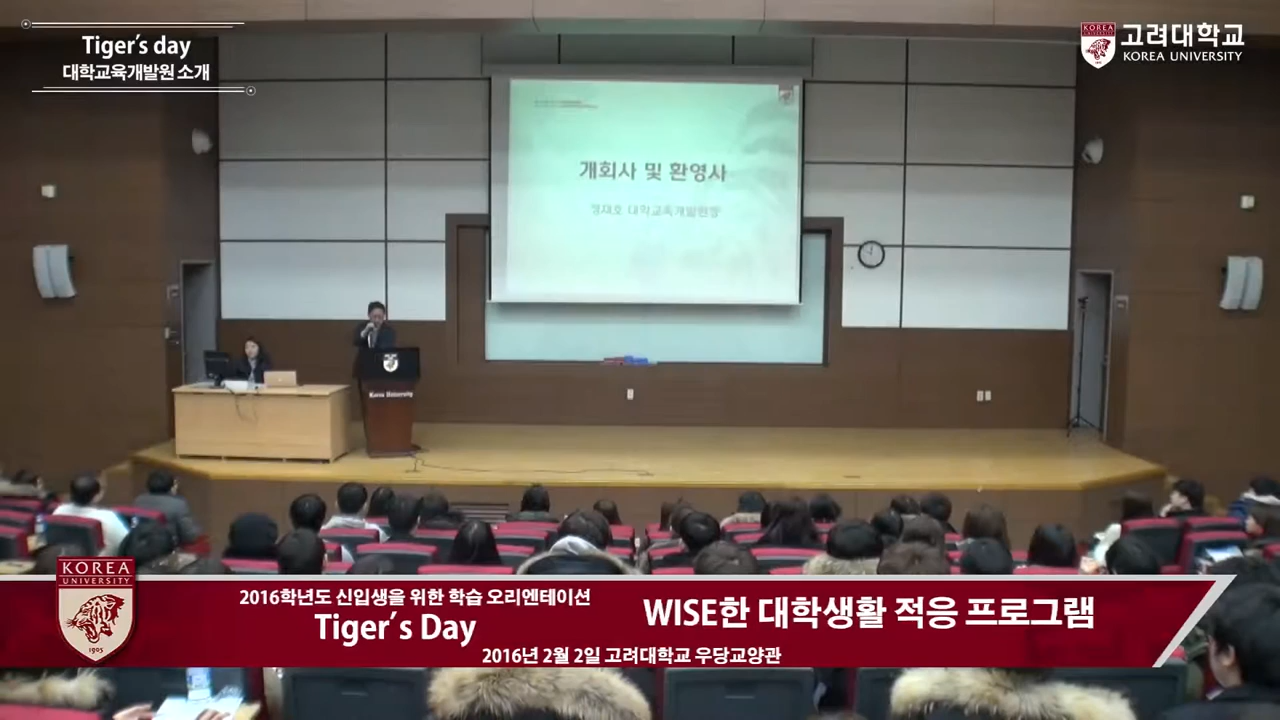 Tiger's day
대학교육개발원 소개
KOREA
고려대학교
KOREA UNIVERSITY
개회사 및 환영사
대학교육개발원장
Korea University
KOREA
UNIVERSITY
1905
2016학년도 신입생을 위한 학습 오리엔테이션
Tiger's Day
WISE한 대학생활 적응 프로그램
2016년 2월 2일 고려대학교 우당교양관